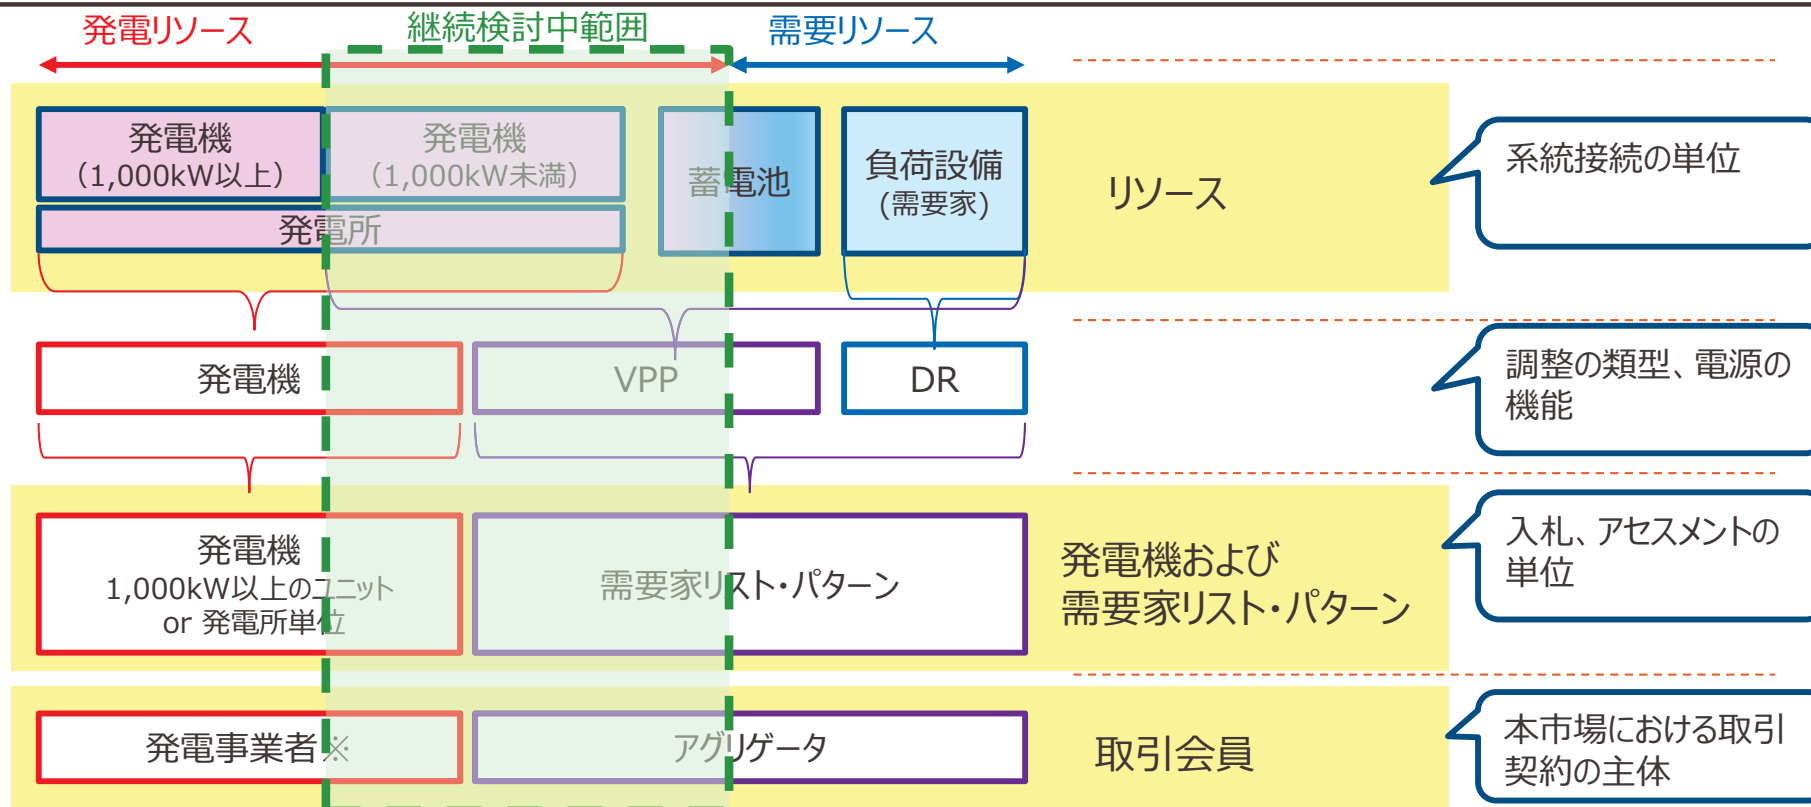 発電リソース
継続検討中範囲
需要リソース
発電機
(1,000kW以上)
発電機
(1,000kW未満)
発電所
蓄電池
負荷設備
(需要家)
リソース
系統接続の単位
発電機
VPP
DR
調整の類型、電源の
機能
発電機
1,000kW以上のユニット
or 発電所単位
需要家リスト・パターン
発電機および
需要家リスト・パターン
入札、アセスメントの
単位
発電事業者※
アグリゲータ
取引会員
本市場における取引
契約の主体